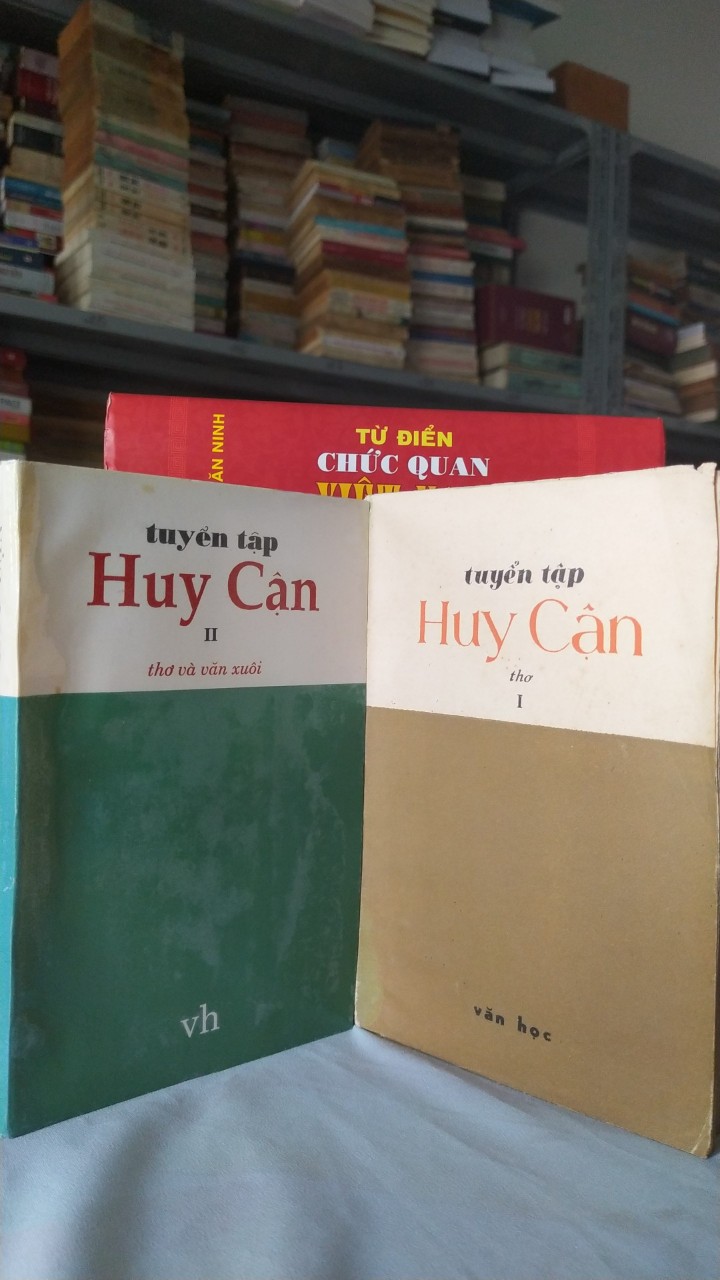 TỪ ĐIỂN
CHỨC QUAN
ĂN NINH
tuyển tập
Huy Cận
II
thơ và văn xuôi
vh
tuyển tập
Huy Cận
thơ
I
văn học